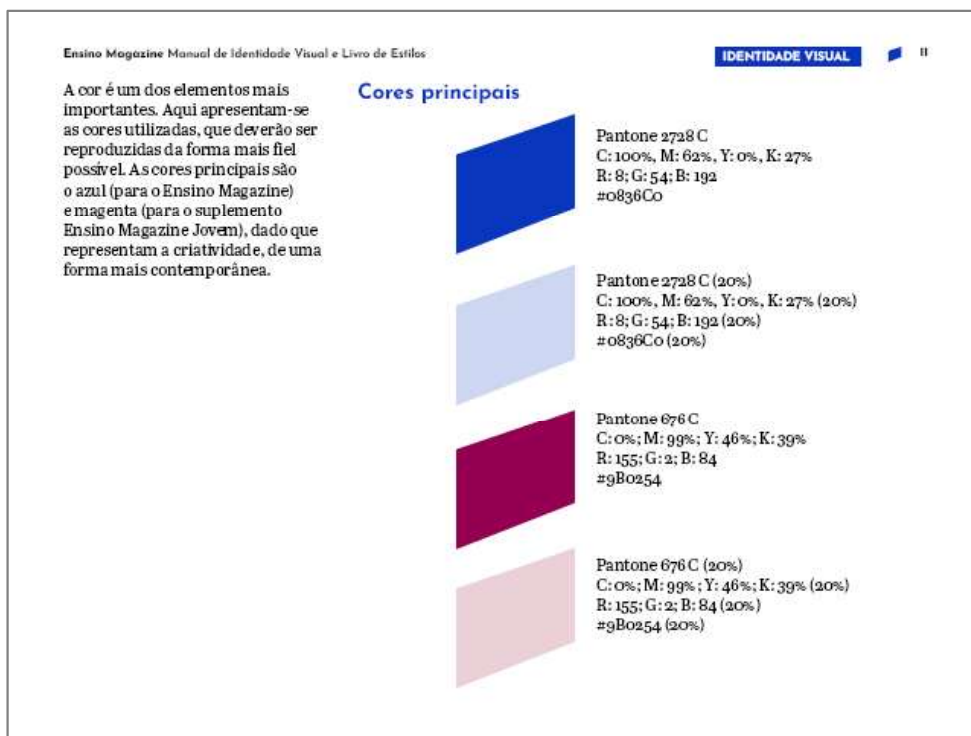 Ensino Magazine Manual de Identidade Visual e Livro de Estilos
IDENTIDADE VISUAL
11
A cor é um dos elementos mais
importantes. Aqui apresentam-se
as cores utilizadas, que deverão ser
reproduzidas da forma mais fiel
possível. As cores principais são
o azul (para o Ensino Magazine)
e magenta (para o suplemento
Ensino Magazine Jovem), dado que
representam a criatividade, de uma
forma mais contemporânea.
Cores principais
Pantone 2728 C
C: 100%, M: 62%, Y: 0%, K: 27%
R: 8; G: 54; B: 192
#0836C0
Pantone 2728 C (20%)
C: 100%, M: 62%, Y: 0%, K: 27% (20%)
R: 8; G: 54; B: 192 (20%)
#0836C0 (20%)
Pantone 676 C
C: 0%; M: 99%; Y: 46%; K: 39%
R: 155; G: 2; B: 84
#9B0254
Pantone 676 C (20%)
C: 0%; M: 99%; Y: 46%; K: 39% (20%)
R: 155; G: 2; B: 84 (20%)
#9B0254 (20%)